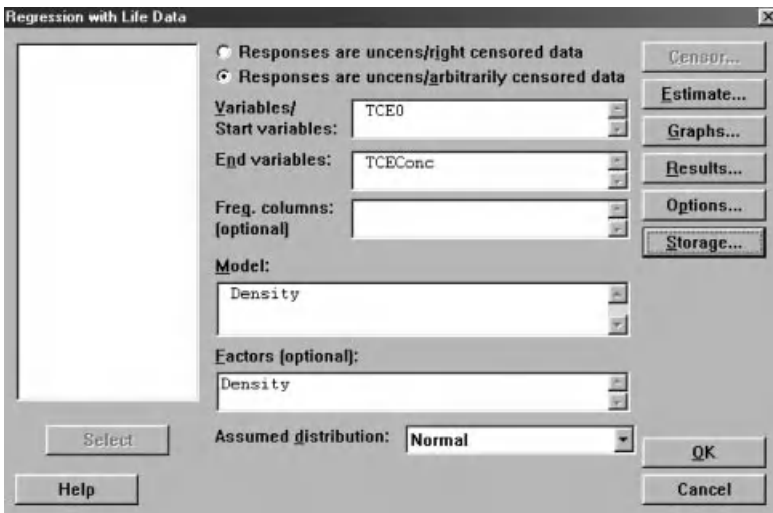 Regression with Life Data
Responses are uncens/right censored data
Responses are uncens/arbitrarily censored data
Variables/
Start variables:
TCE0
End variables:
TCEConc
Freq. columns:
(optional)
Model:
Density
Factors (optional):
Density
Assumed distribution:
Normal
Select
Help
Censor...
Estimate...
Graphs...
Results...
Options...
Storage...
OK
Cancel